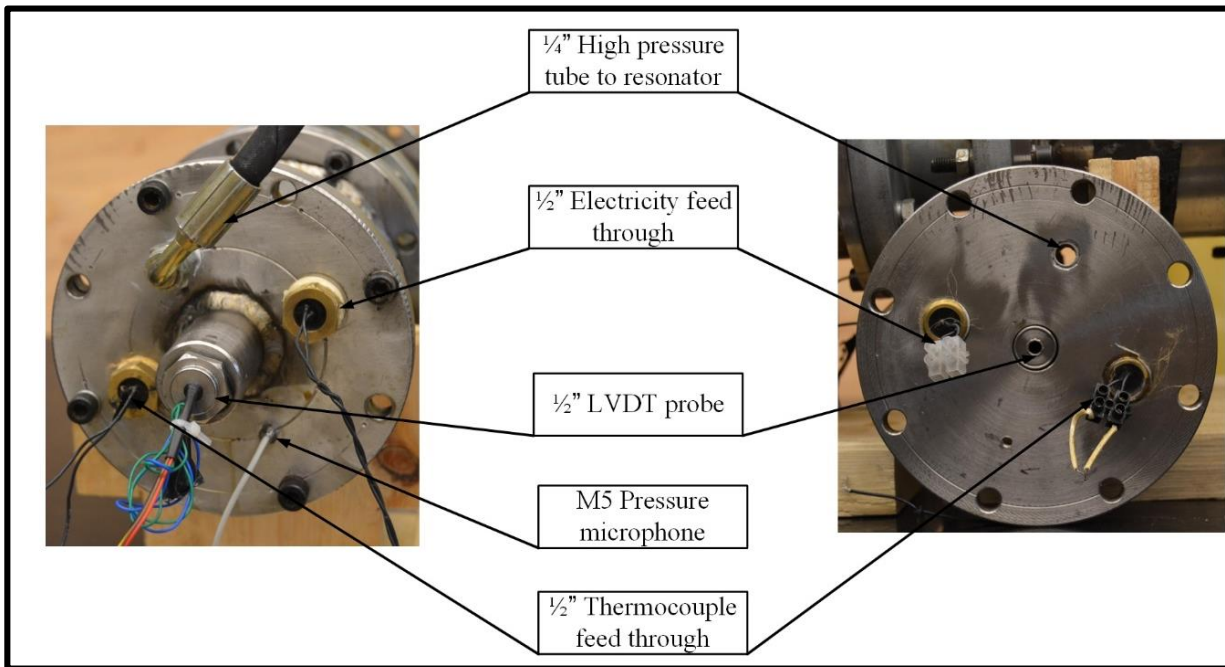 ¼” High pressure
tube to resonator
½” Electricity feed
through
½” LVDT probe
M5 Pressure
microphone
½” Thermocouple
feed through